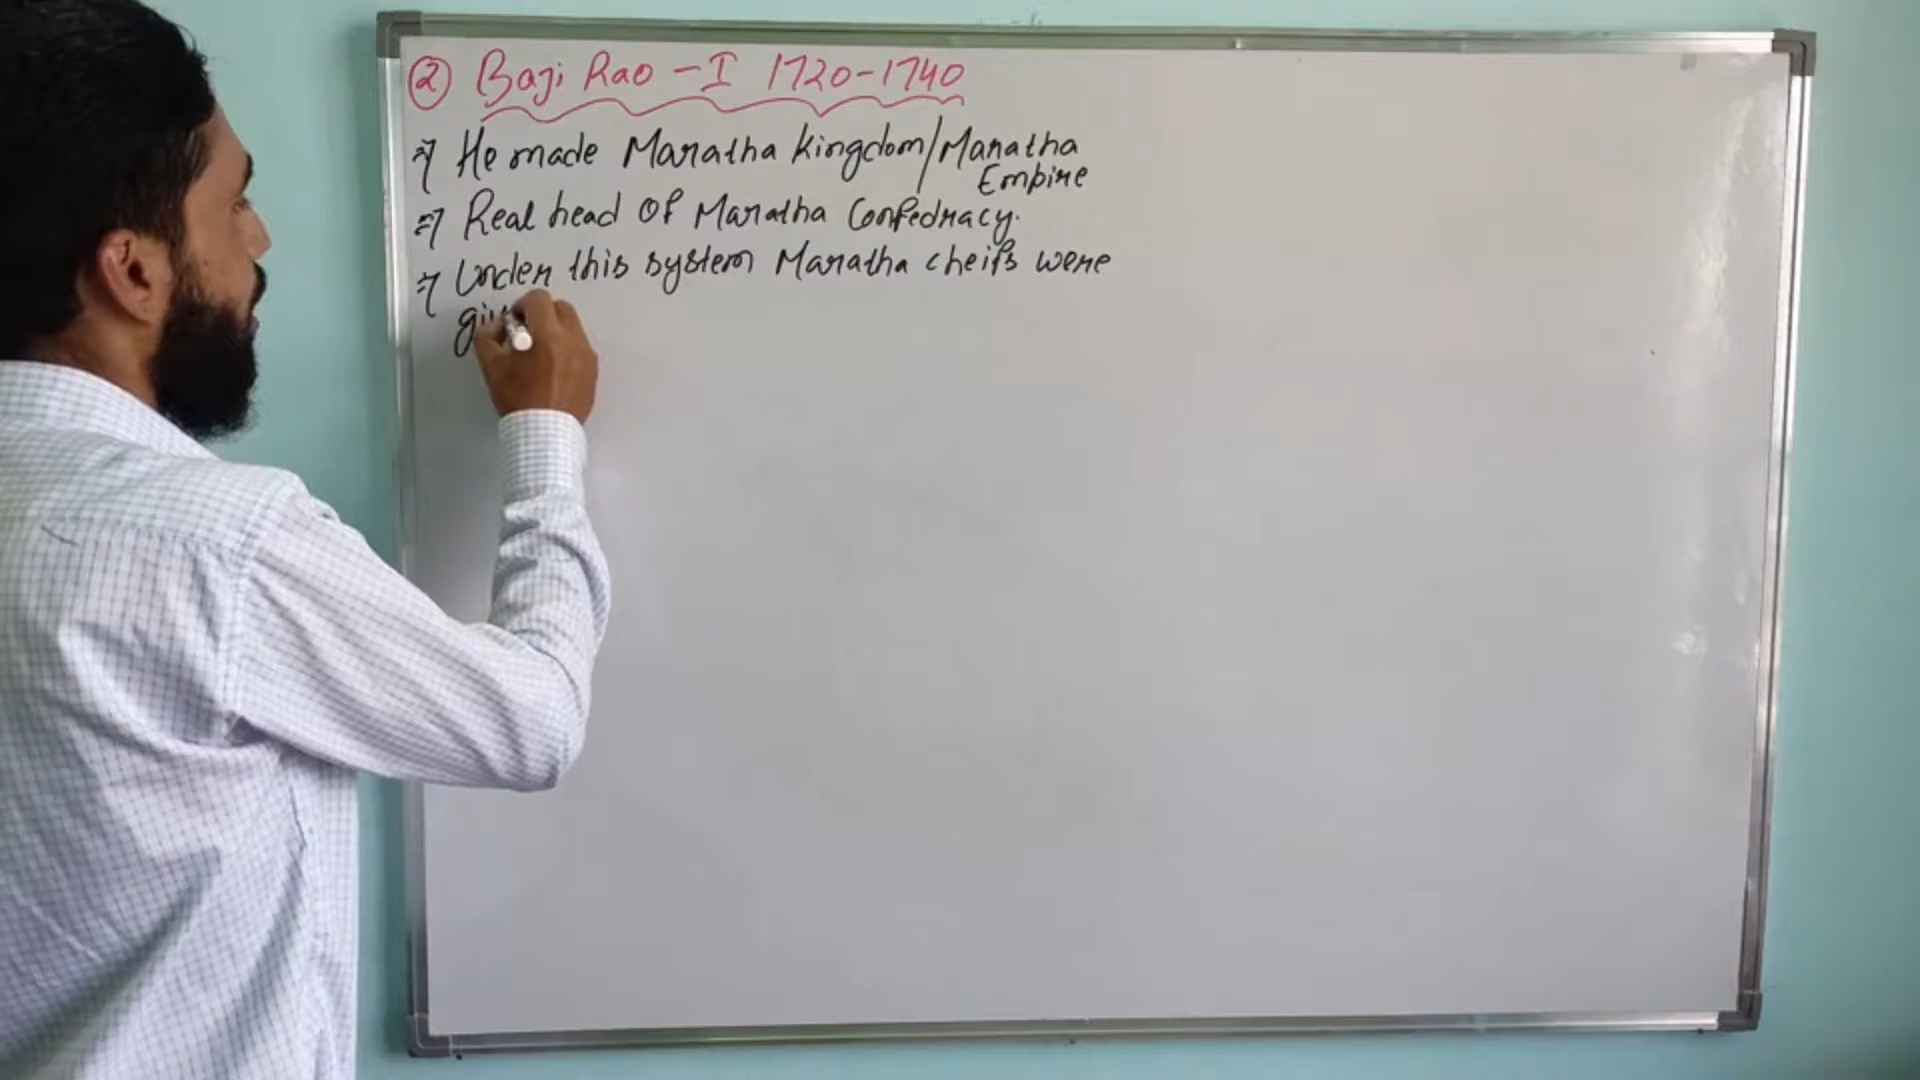 ② Baji Rao - I 1720-1740
⇒ He made Maratha Kingdom/Maratha
Empire
⇒ Real head Of Maratha Confedracy.
⇒ Under this system Maratha cheifs were